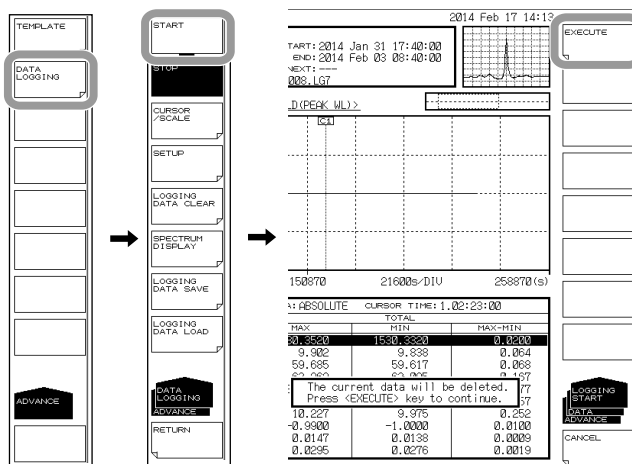 TEMPLATE
DATA
LOGGING
ADVANCE
START
STOP
CURSOR
/SCALE
SETUP
LOGGING
DATA CLEAR
SPECTRUM
DISPLAY
LOGGING
DATA SAVE
LOGGING
DATA LOAD
DATA
LOGGING
ADVANCE
RETURN
2014 Feb 17 14:13
TART: 2014 Jan 31 17:40:00
END: 2014 Feb 03 08:40:00
NEXT: ---
008.LG7
LD(PEAK WL)>
C1
150870 21600s/DIV 258870(s)
A: ABSOLUTE CURSOR TIME: 1.02:23:00
TOTAL
MAX MIN MAX-MIN
30.3520 1530.3320 0.0200
9.902 9.838 0.064
59.685 59.617 0.068
The current data will be deleted.
Press <EXECUTE> key to continue.
77
57
10.227 9.975 0.252
-0.9900 -1.0000 0.0100
0.0147 0.0138 0.0009
0.0295 0.0276 0.0019
EXECUTE
LOGGING
START
DATA
ADVANCE
CANCEL